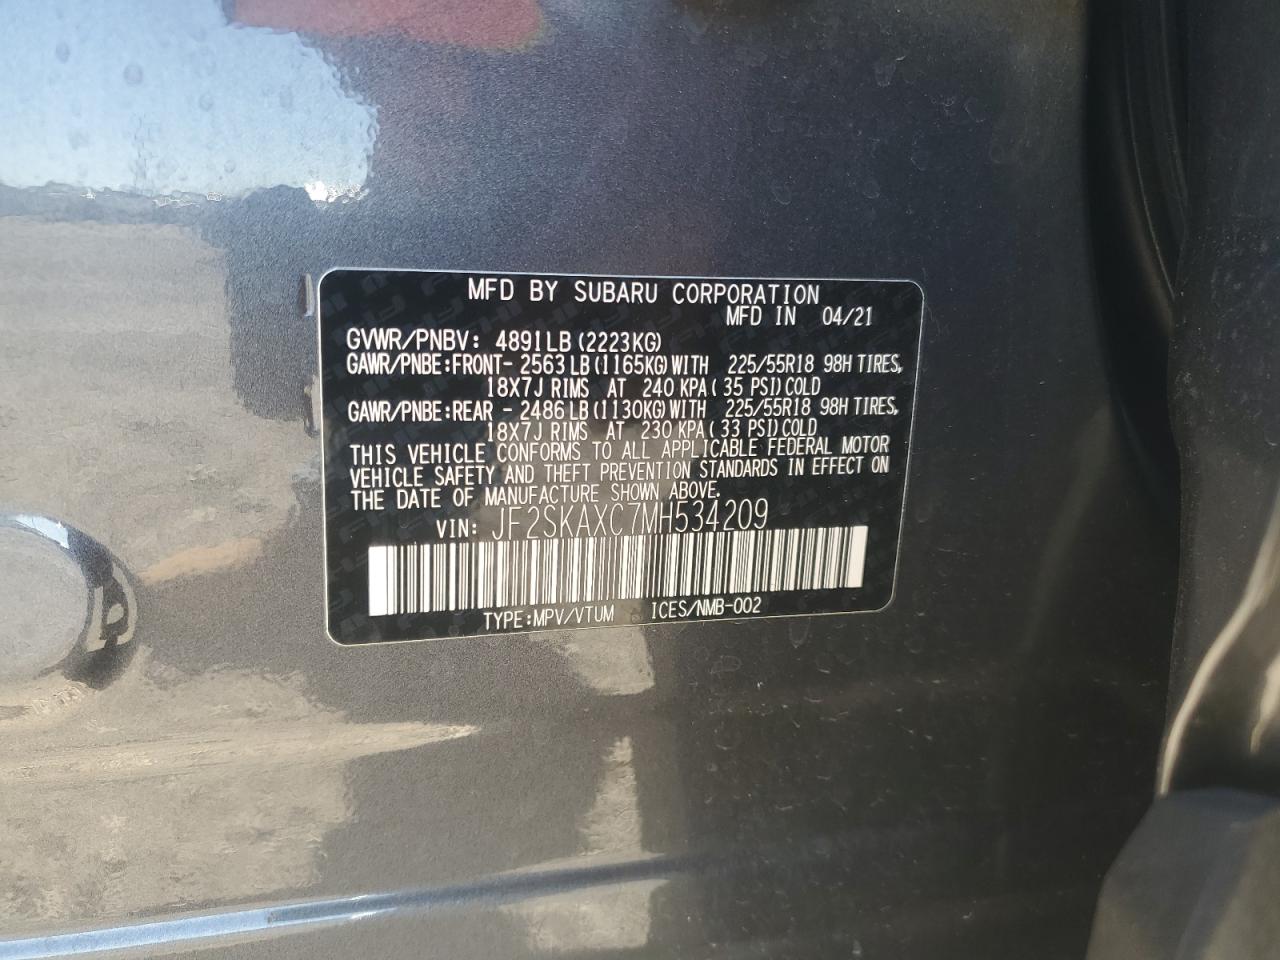 MFD BY SUBARU CORPORATION
MFD IN 04/21
GVWR/PNBV: 4891LB (2223KG)
GAWR/PNBE:FRONT- 2563 LB (1165KG) WITH 225/55R18 98H TIRES,
18X7J RIMS AT 240 KPA ( 35 PSI) COLD
GAWR/PNBE:REAR - 2486 LB (1130KG) WITH 225/55R18 98H TIRES,
18X7J RIMS AT 230 KPA ( 33 PSI) COLD
THIS VEHICLE CONFORMS TO ALL APPLICABLE FEDERAL MOTOR
VEHICLE SAFETY AND THEFT PREVENTION STANDARDS IN EFFECT ON
THE DATE OF MANUFACTURE SHOWN ABOVE.
VIN: JF2SKAXC7MH534209
TYPE:MPV/VTUM ICES/NMB-002